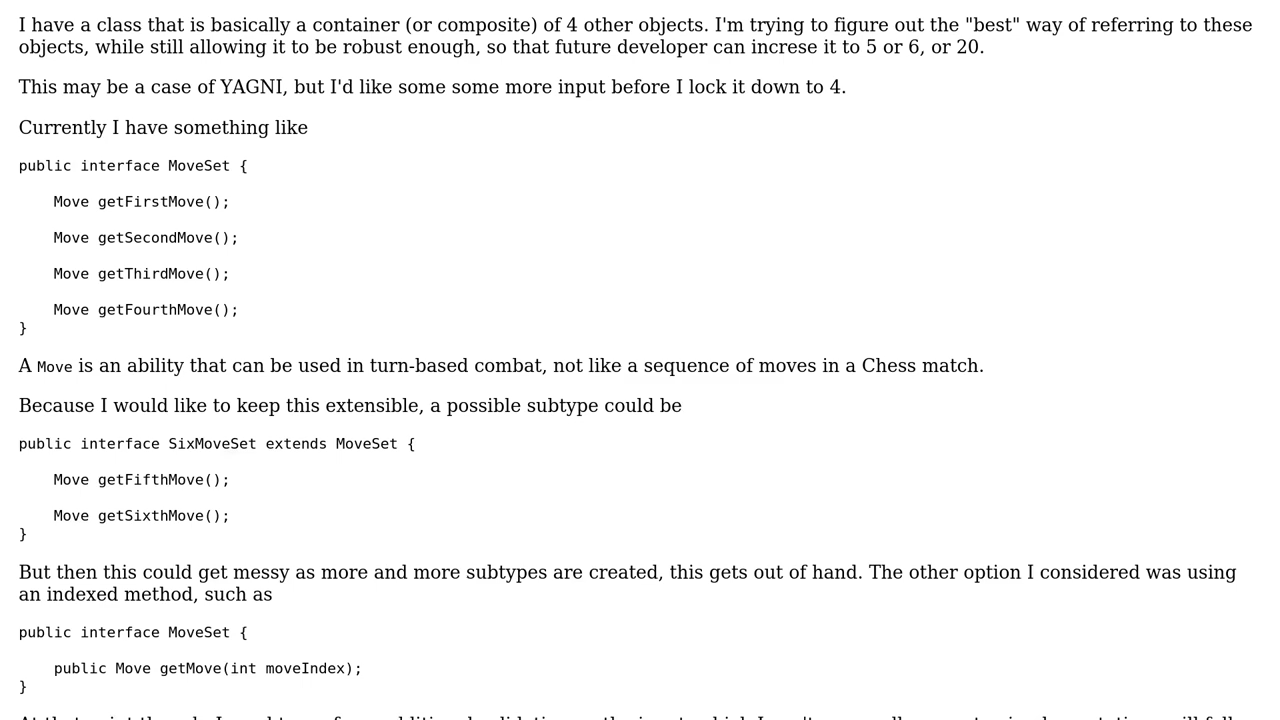 I have a class that is basically a container (or composite) of 4 other objects. I'm trying to figure out the "best" way of referring to these
objects, while still allowing it to be robust enough, so that future developer can increse it to 5 or 6, or 20.
This may be a case of YAGNI, but I'd like some some more input before I lock it down to 4.
Currently I have something like
public interface MoveSet {
Move getFirstMove();
Move getSecondMove();
Move getThirdMove();
Move getFourthMove();
}
A Move is an ability that can be used in turn-based combat, not like a sequence of moves in a Chess match.
Because I would like to keep this extensible, a possible subtype could be
public interface SixMoveSet extends MoveSet {
Move getFifthMove();
Move getSixthMove();
}
But then this could get messy as more and more subtypes are created, this gets out of hand. The other option I considered was using
an indexed method, such as
public interface MoveSet {
public Move getMove(int moveIndex);
}